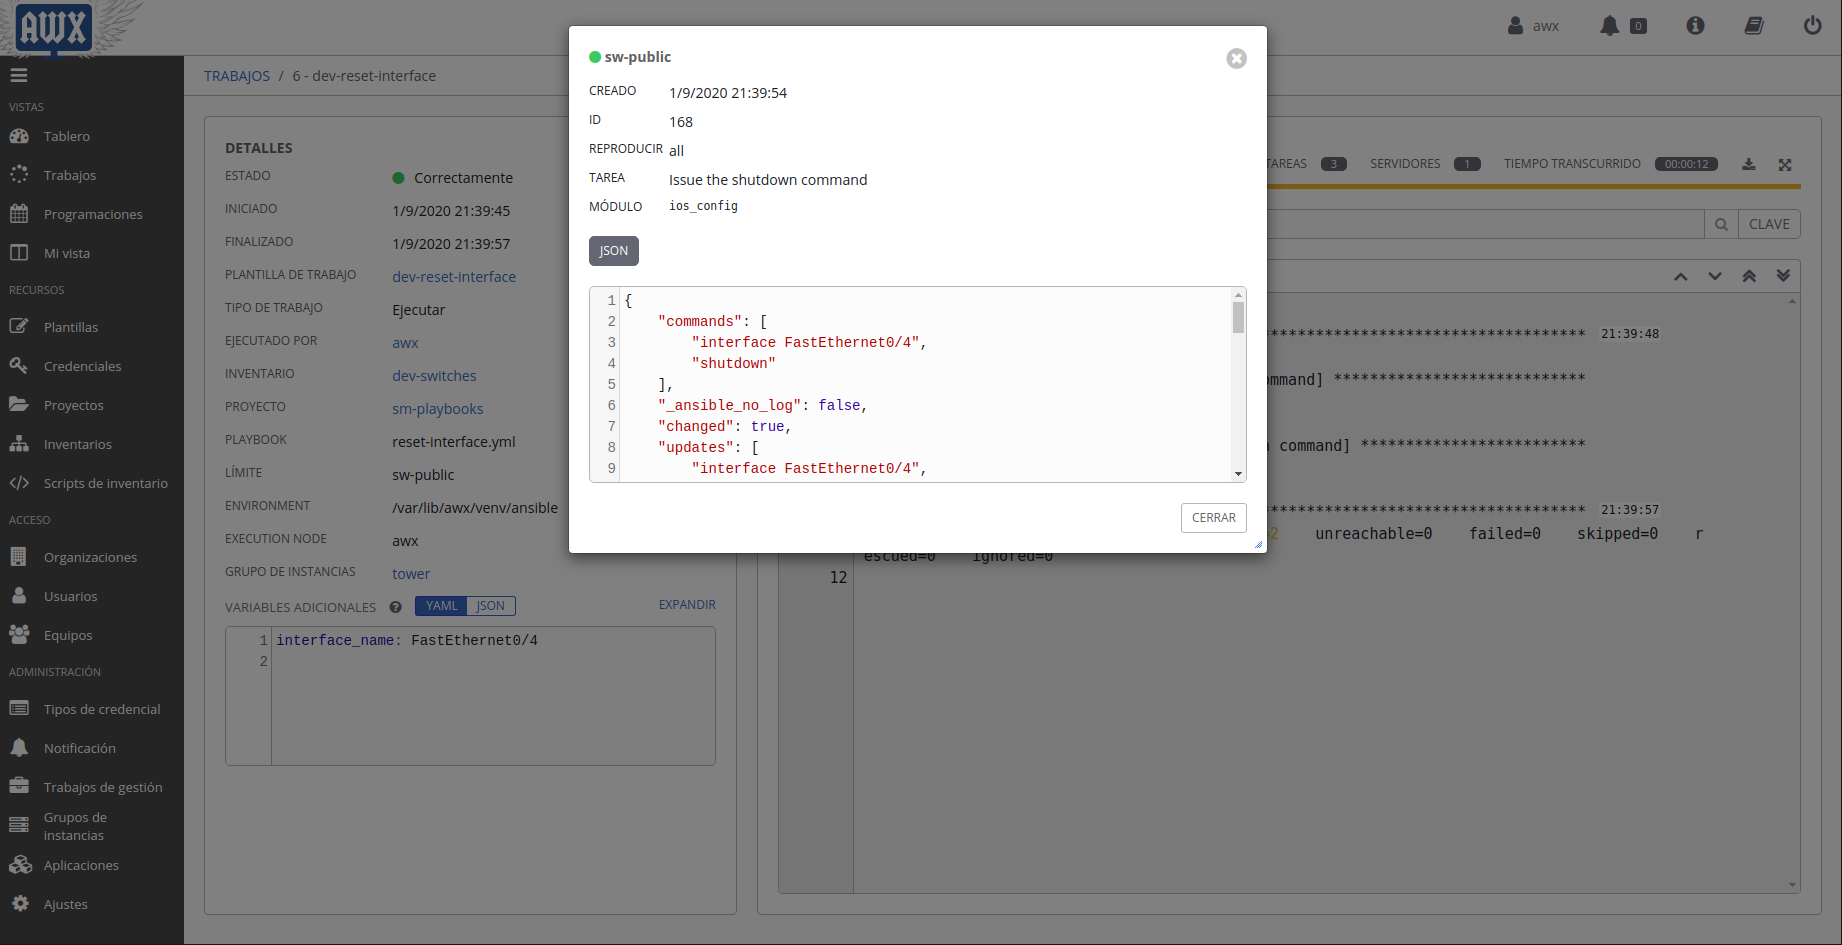 AWX
awx
0
TRABAJOS / 6 - dev-reset-interface
VISTAS
Tablero
Trabajos
Programaciones
Mi vista
RECURSOS
Plantillas
Credenciales
Proyectos
Inventarios
Scripts de inventario
ACCESO
Organizaciones
Usuarios
Equipos
ADMINISTRACIÓN
Tipos de credencial
Notificación
Trabajos de gestión
Grupos de
instancias
Aplicaciones
Ajustes
DETALLES
ESTADO Correctamente
INICIADO 1/9/2020 21:39:45
FINALIZADO 1/9/2020 21:39:57
PLANTILLA DE TRABAJO dev-reset-interface
TIPO DE TRABAJO Ejecutar
EJECUTADO POR awx
INVENTARIO dev-switches
PROYECTO sm-playbooks
PLAYBOOK reset-interface.yml
LÍMITE sw-public
ENVIRONMENT /var/lib/awx/venv/ansible
EXECUTION NODE awx
GRUPO DE INSTANCIAS tower
VARIABLES ADICIONALES ? YAML JSON EXPANDIR
1 interface_name: FastEthernet0/4
2
sw-public
CREADO 1/9/2020 21:39:54
ID 168
REPRODUCIR all
TAREA Issue the shutdown command
MÓDULO ios_config
JSON
1 {
2 "commands": [
3 "interface FastEthernet0/4",
4 "shutdown"
5 ],
6 "_ansible_no_log": false,
7 "changed": true,
8 "updates": [
9 "interface FastEthernet0/4",
CERRAR
TAREAS 3 SERVIDORES 1 TIEMPO TRANSCURRIDO 00:00:12
CLAVE
*********************************** 21:39:48
mmand] ****************************
n command] *************************
*********************************** 21:39:57
=2 unreachable=0 failed=0 skipped=0 r
escued=0 ignored=0
12